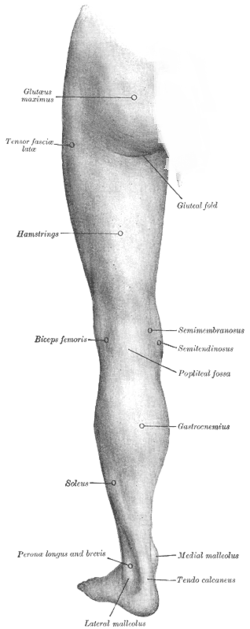 Glutæus
maximus
Tensor fasciæ
latæ
Gluteal fold
Hamstrings
Semimembranosus
Biceps femoris
Semitendinosus
Popliteal fossa
Gastrocnemius
Soleus
Peronæ longus and brevis
Medial malleolus
Tendo calcaneus
Lateral malleolus